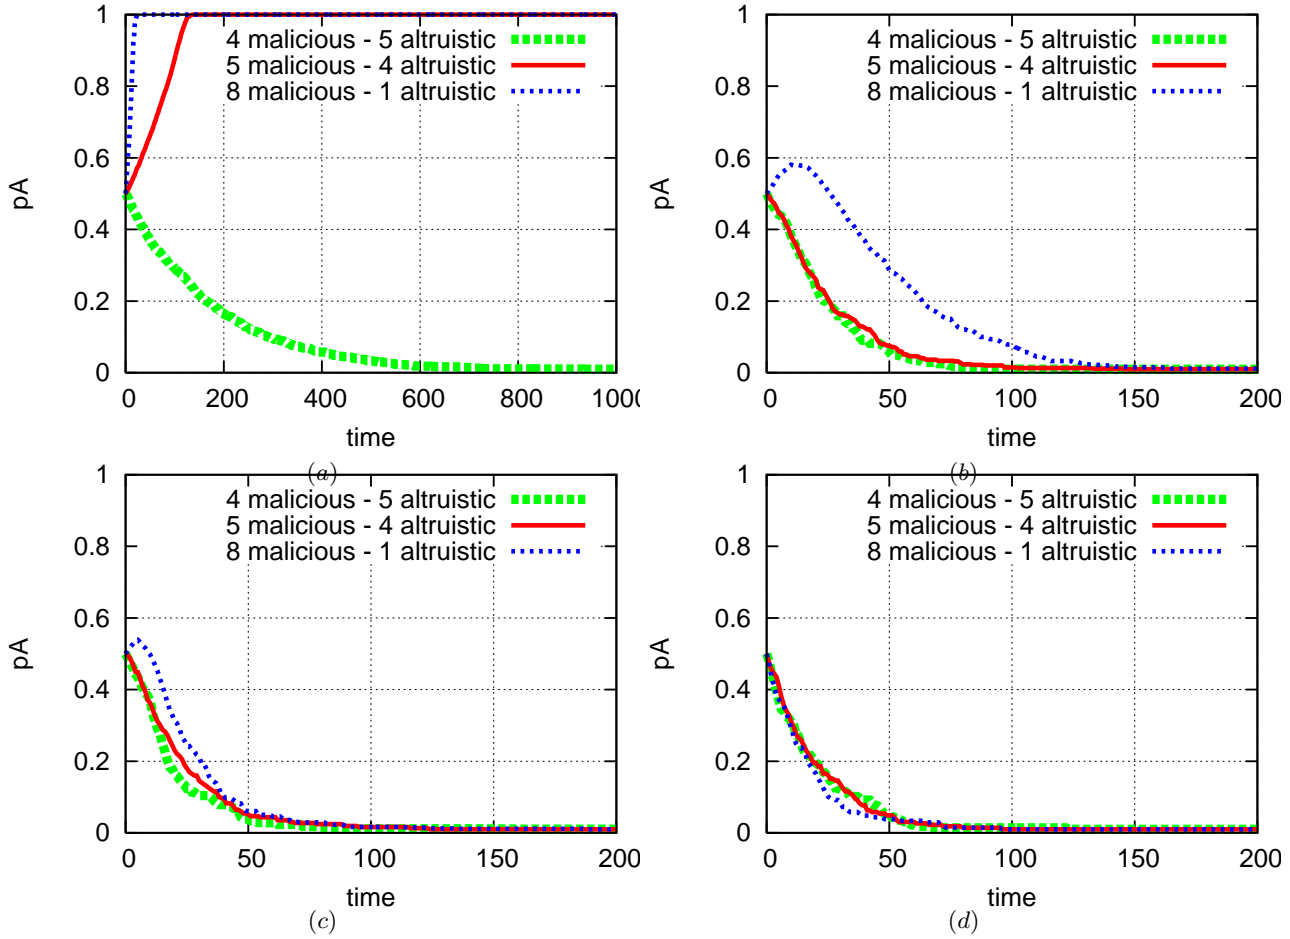 1
0.8
0.6
0.4
0.2
0
0 200 400 600 800 1000
pA
time
4 malicious - 5 altruistic
5 malicious - 4 altruistic
8 malicious - 1 altruistic
(a)
1
0.8
0.6
0.4
0.2
0
0 50 100 150 200
pA
time
4 malicious - 5 altruistic
5 malicious - 4 altruistic
8 malicious - 1 altruistic
(b)
1
0.8
0.6
0.4
0.2
0
0 50 100 150 200
pA
time
4 malicious - 5 altruistic
5 malicious - 4 altruistic
8 malicious - 1 altruistic
(c)
1
0.8
0.6
0.4
0.2
0
0 50 100 150 200
pA
time
4 malicious - 5 altruistic
5 malicious - 4 altruistic
8 malicious - 1 altruistic
(d)